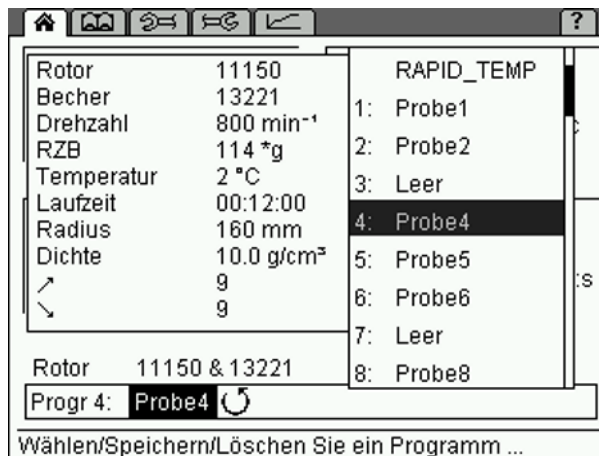 ?
Rotor 11150
Becher 13221
Drehzahl 800 min⁻¹
RZB 114 *g
Temperatur 2 °C
Laufzeit 00:12:00
Radius 160 mm
Dichte 10.0 g/cm³
↗ 9
↘ 9
RAPID_TEMP
1: Probe1
2: Probe2
3: Leer
4: Probe4
5: Probe5
6: Probe6
7: Leer
8: Probe8
:s
Rotor 11150 & 13221
Progr 4: Probe4
Wählen/Speichern/Löschen Sie ein Programm ...